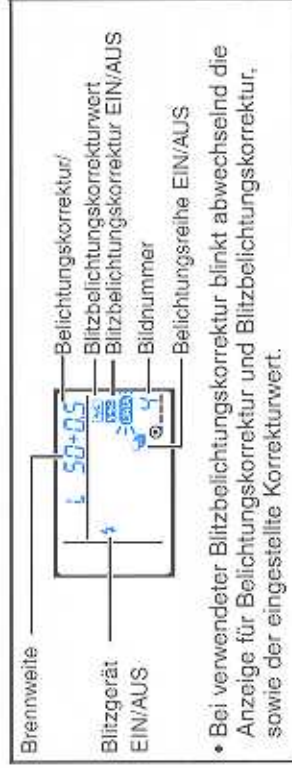 Brennweite
L 50+0.5
4
Belichtungskorrektur/
Blitzbelichtungskorrekturwert
Blitzbelichtungskorrektur EIN/AUS
Bildnummer
Belichtungsreihe EIN/AUS
Blitzgerät
EIN/AUS
• Bei verwendeter Blitzbelichtungskorrektur blinkt abwechselnd die
Anzeige für Belichtungskorrektur und Blitzbelichtungskorrektur,
sowie der eingestellte Korrekturwert.